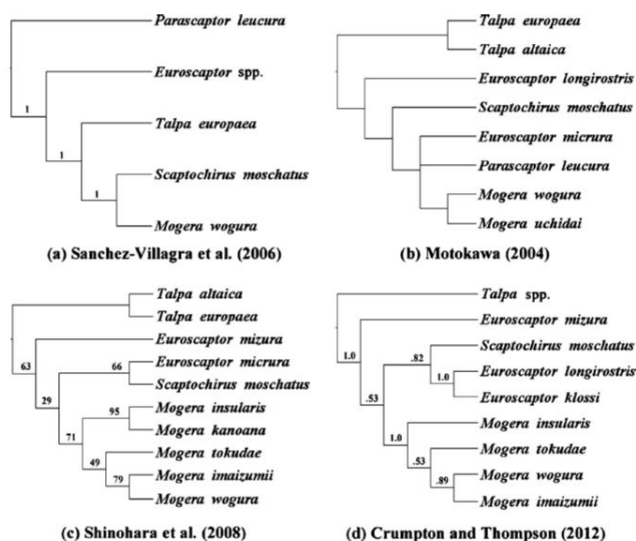 Parascaptor leucura
Euroscaptor spp.
1
Talpa europaea
1
Scaptochirus moschatus
1
Mogera wogura
(a) Sanchez-Villagra et al. (2006)
Talpa europaea
Talpa altaica
Euroscaptor longirostris
Scaptochirus moschatus
Euroscaptor micrura
Parascaptor leucura
Mogera wogura
Mogera uchidai
(b) Motokawa (2004)
Talpa altaica
Talpa europaea
Euroscaptor mizura
63
66
Euroscaptor micrura
Scaptochirus moschatus
29
95
Mogera insularis
Mogera kanoana
71
Mogera tokudae
49
Mogera imaizumii
79
Mogera wogura
(c) Shinohara et al. (2008)
Talpa spp.
Euroscaptor mizura
1.0
Scaptochirus moschatus
.82
Euroscaptor longirostris
1.0
Euroscaptor klossi
.53
Mogera insularis
1.0
Mogera tokudae
.53
Mogera wogura
.89
Mogera imaizumii
(d) Crumpton and Thompson (2012)